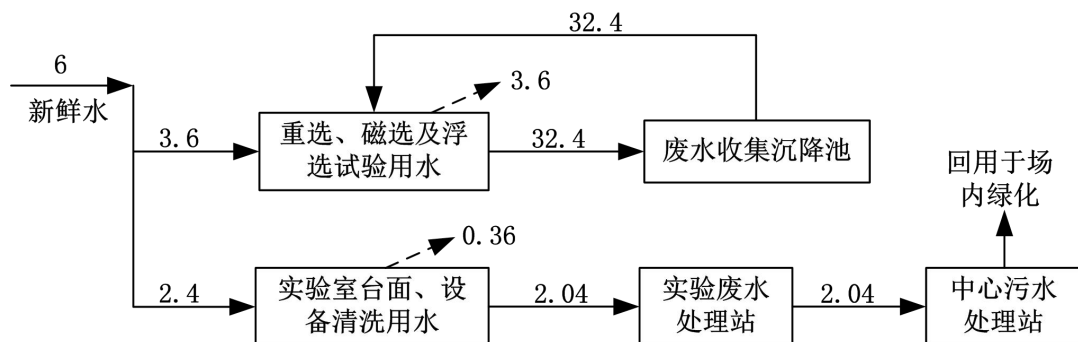 32.4
6
新鲜水
3.6
3.6
重选、磁选及浮
选试验用水
32.4
废水收集沉降池
回用于场
内绿化
0.36
2.4
实验室台面、设
备清洗用水
2.04
实验废水
处理站
2.04
中心污水
处理站